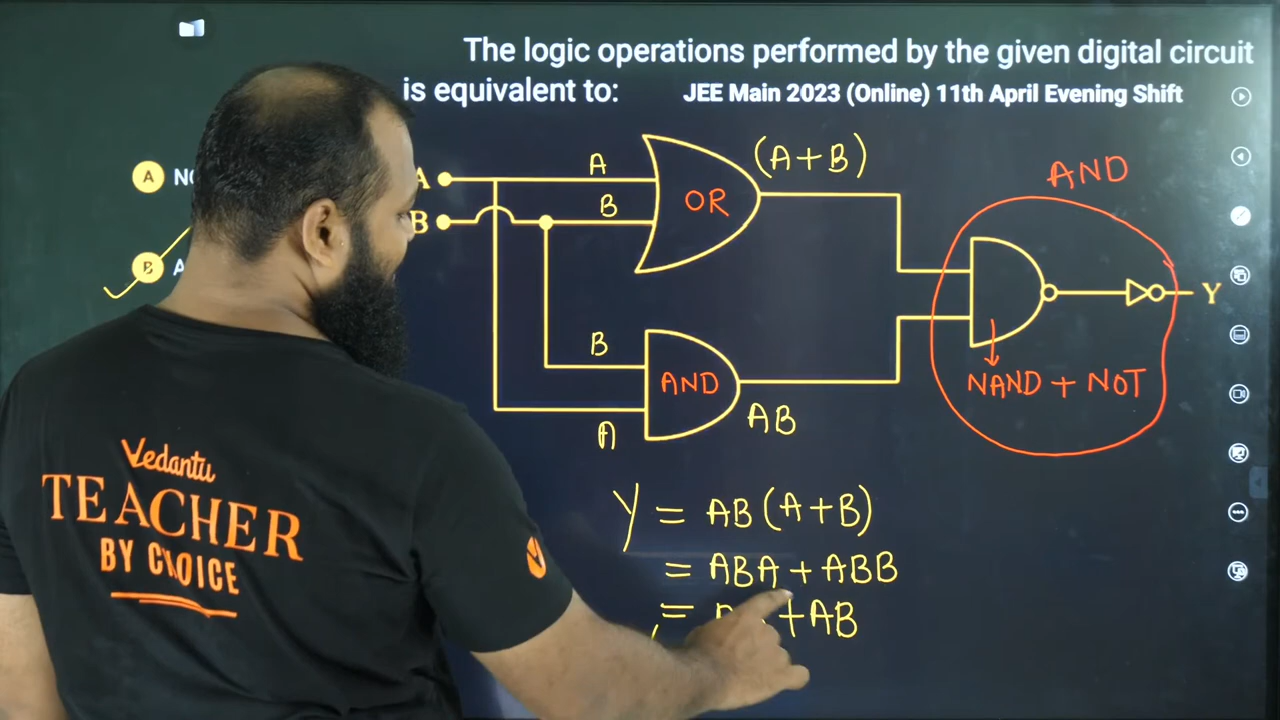 The logic operations performed by the given digital circuit
is equivalent to: JEE Main 2023 (Online) 11th April Evening Shift
A
B
A
B
A
B
OR
(A+B)
AND
NAND + NOT
Y
B
A
AND
AB
Y = AB (A+B)
= ABA + ABB
= + AB
Vedantu
TEACHER
BY CHOICE